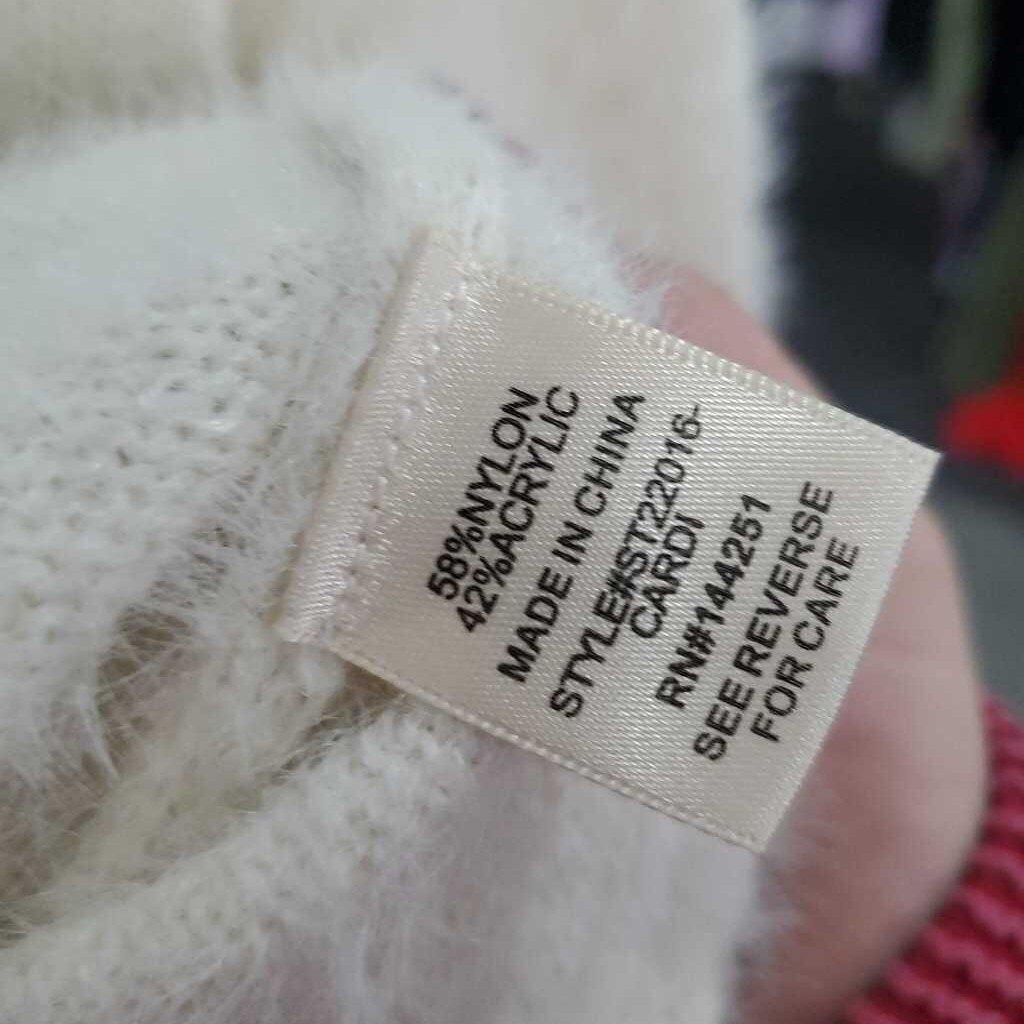 58%NYLON
42%ACRYLIC
MADE IN CHINA
STYLE#ST22016-
CARDI
RN#144251
SEE REVERSE
FOR CARE